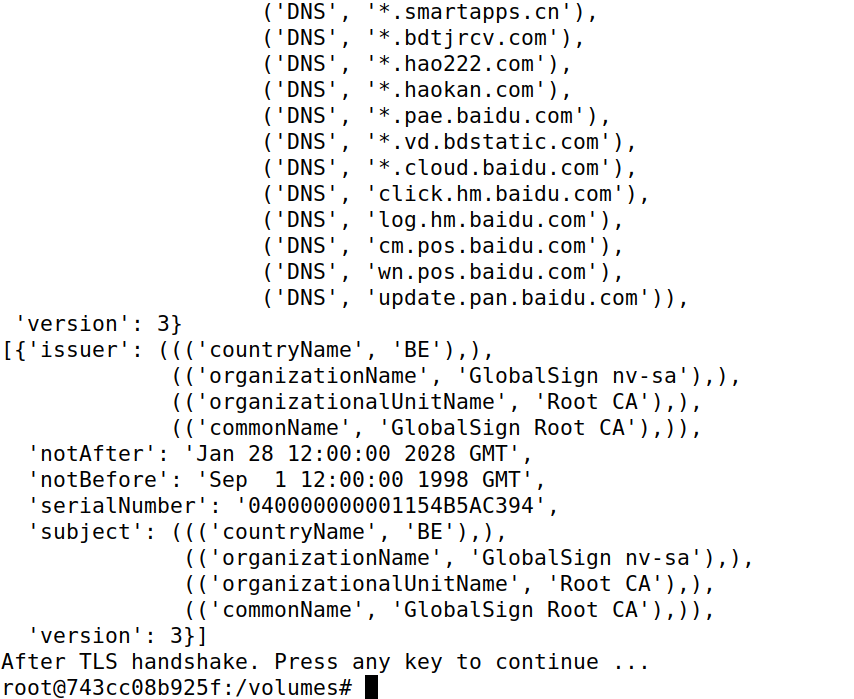 ('DNS', '*.smartapps.cn'),
('DNS', '*.bdtjrcv.com'),
('DNS', '*.hao222.com'),
('DNS', '*.haokan.com'),
('DNS', '*.pae.baidu.com'),
('DNS', '*.vd.bdstatic.com'),
('DNS', '*.cloud.baidu.com'),
('DNS', 'click.hm.baidu.com'),
('DNS', 'log.hm.baidu.com'),
('DNS', 'cm.pos.baidu.com'),
('DNS', 'wn.pos.baidu.com'),
('DNS', 'update.pan.baidu.com')),
'version': 3}
[{'issuer': ((('countryName', 'BE'),),
(('organizationName', 'GlobalSign nv-sa'),),
(('organizationalUnitName', 'Root CA'),),
(('commonName', 'GlobalSign Root CA'),)),
'notAfter': 'Jan 28 12:00:00 2028 GMT',
'notBefore': 'Sep  1 12:00:00 1998 GMT',
'serialNumber': '040000000001154B5AC394',
'subject': ((('countryName', 'BE'),),
(('organizationName', 'GlobalSign nv-sa'),),
(('organizationalUnitName', 'Root CA'),),
(('commonName', 'GlobalSign Root CA'),)),
'version': 3}]
After TLS handshake. Press any key to continue ...
root@743cc08b925f:/volumes#